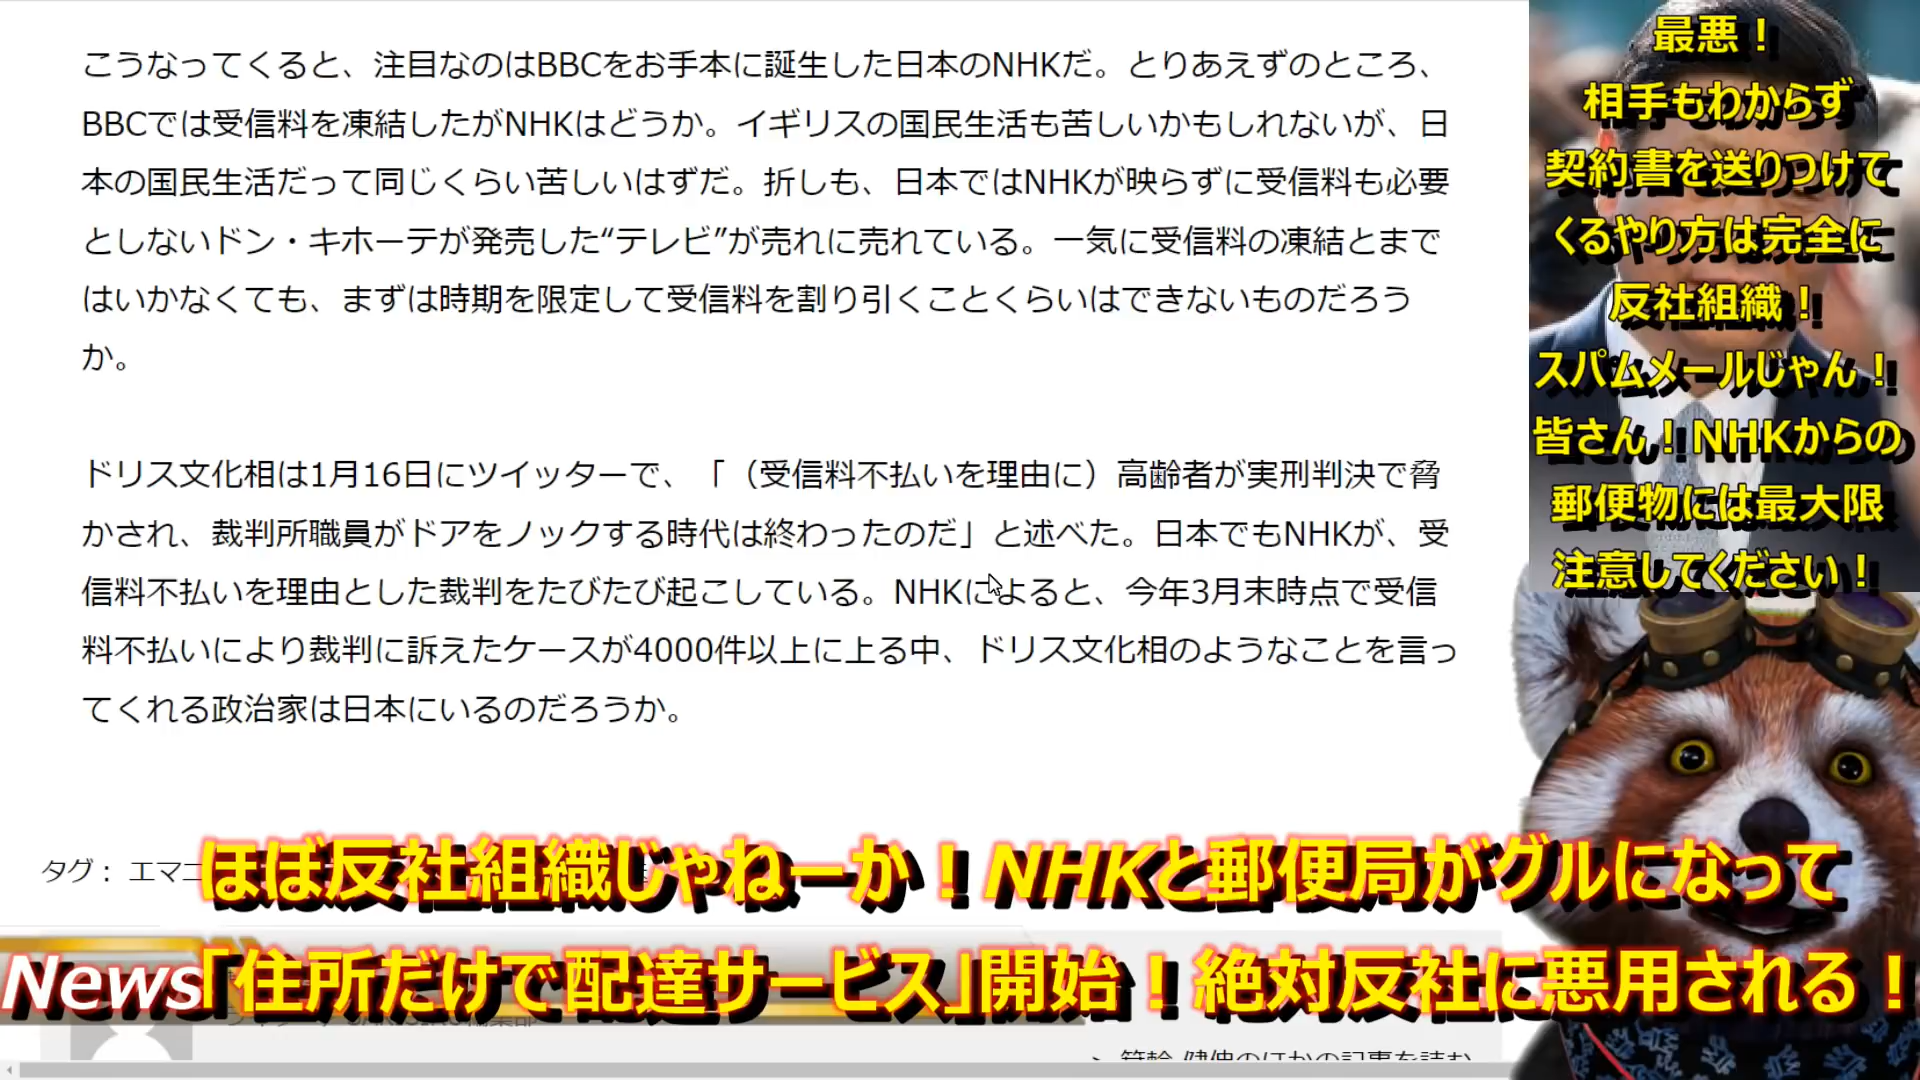 こうなってくると、注目なのはBBCをお手本に誕生した日本のNHKだ。とりあえずのところ、
BBCでは受信料を凍結したがNHKはどうか。イギリスの国民生活も苦しいかもしれないが、日
本の国民生活だって同じくらい苦しいはずだ。折しも、日本ではNHKが映らずに受信料も必要
としないドン・キホーテが発売した“テレビ”が売れに売れている。一気に受信料の凍結とまで
はいかなくても、まずは時期を限定して受信料を割り引くことくらいはできないものだろう
か。
ドリス文化相は1月16日にツイッターで、「（受信料不払いを理由に）高齢者が実刑判決で脅
かされ、裁判所職員がドアをノックする時代は終わったのだ」と述べた。日本でもNHKが、受
信料不払いを理由とした裁判をたびたび起こしている。NHKによると、今年3月末時点で受信
料不払いにより裁判に訴えたケースが4000件以上に上る中、ドリス文化相のようなことを言っ
てくれる政治家は日本にいるのだろうか。
最悪！
相手もわからず
契約書を送りつけて
くるやり方は完全に
反社組織！
スパムメールじゃん！
皆さん！NHKからの
郵便物には最大限
注意してください！
タグ： エマニ
ほぼ反社組織じゃねーか！NHKと郵便局がグルになって
News
「住所だけで配達サービス」開始！絶対反社に悪用される！
のほかの記事を読む